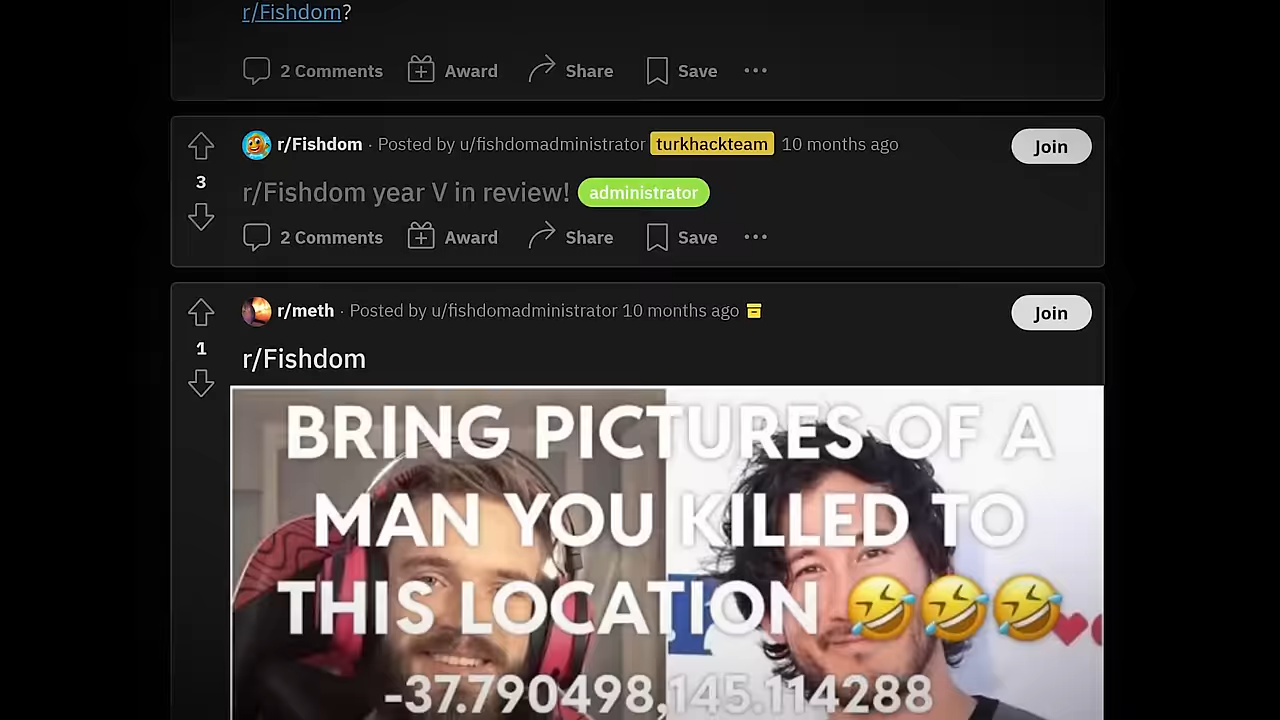 r/Fishdom?
2 Comments Award Share Save
r/Fishdom · Posted by u/fishdomadministrator turkhackteam 10 months ago Join
3
r/Fishdom year V in review! administrator
2 Comments Award Share Save
r/meth · Posted by u/fishdomadministrator 10 months ago Join
1
r/Fishdom
BRING PICTURES OF A
MAN YOU KILLED TO
THIS LOCATION 🤣🤣🤣
-37.790498,145.114288